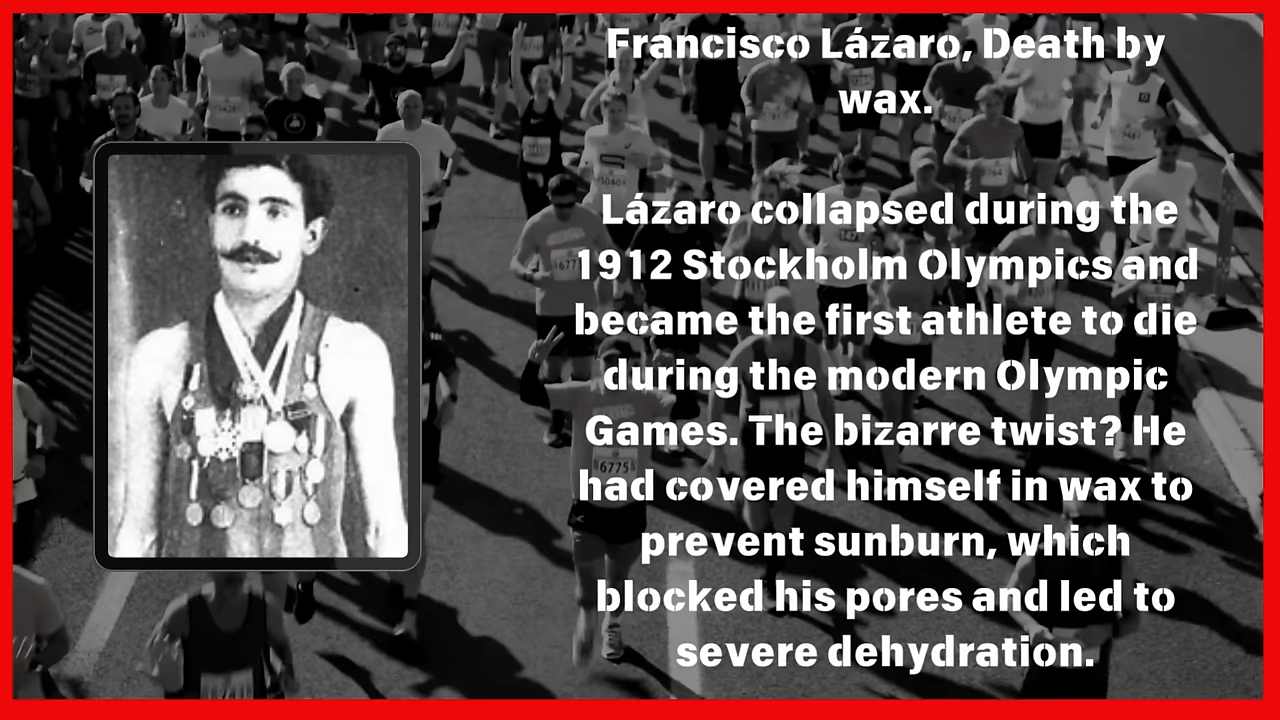 Francisco Lázaro, Death by
wax.
Lázaro collapsed during the
1912 Stockholm Olympics and
became the first athlete to die
during the modern Olympic
Games. The bizarre twist? He
had covered himself in wax to
prevent sunburn, which
blocked his pores and led to
severe dehydration.
6775